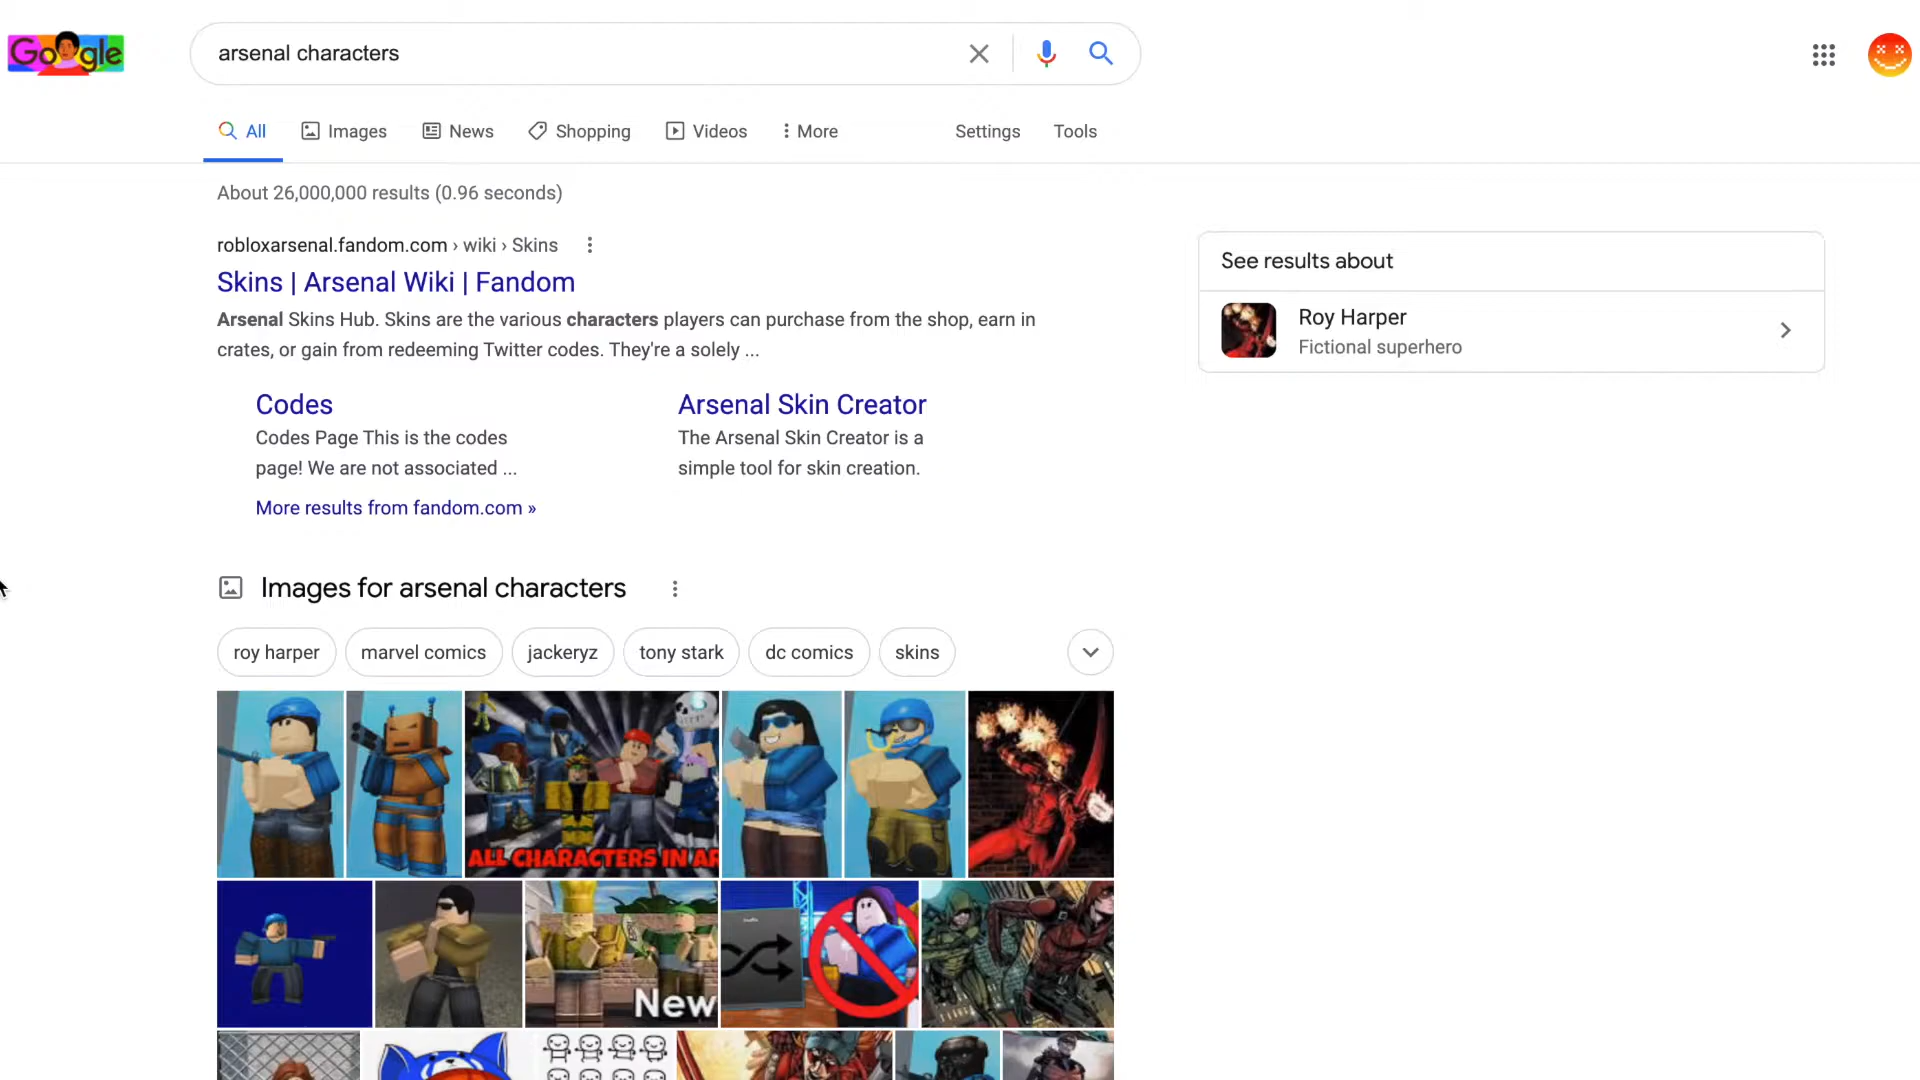 Google
arsenal characters
All
Images
News
Shopping
Videos
More
Settings
Tools
About 26,000,000 results (0.96 seconds)
robloxarsenal.fandom.com › wiki › Skins
Skins | Arsenal Wiki | Fandom
Arsenal Skins Hub. Skins are the various characters players can purchase from the shop, earn in
crates, or gain from redeeming Twitter codes. They're a solely ...
Codes
Codes Page This is the codes
page! We are not associated ...
Arsenal Skin Creator
The Arsenal Skin Creator is a
simple tool for skin creation.
More results from fandom.com »
See results about
Roy Harper
Fictional superhero
Images for arsenal characters
roy harper
marvel comics
jackeryz
tony stark
dc comics
skins
ALL CHARACTERS IN AR
New